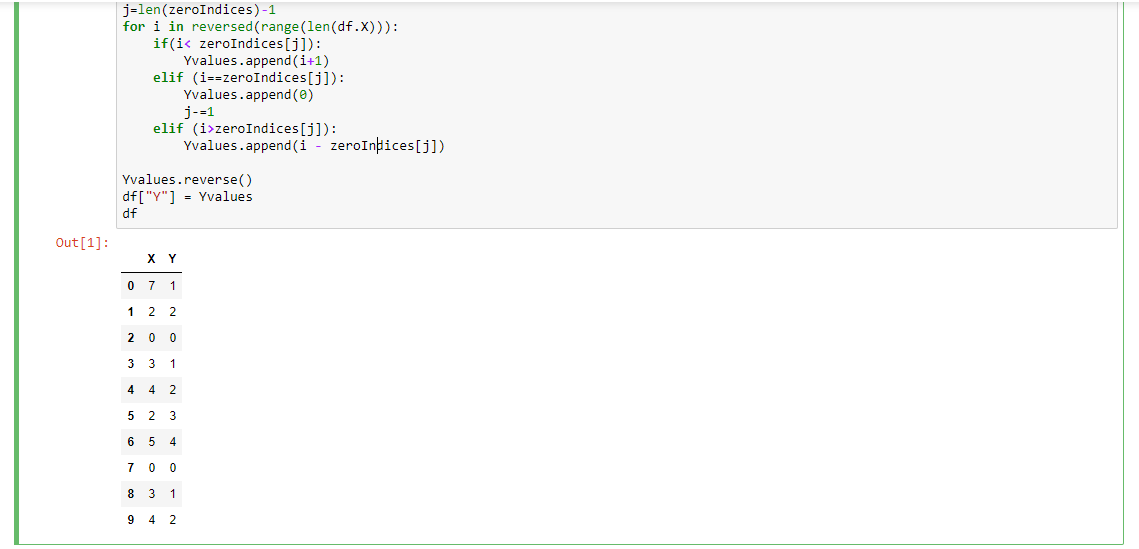 j=len(zeroIndices)-1
for i in reversed(range(len(df.X))):
    if(i< zeroIndices[j]):
        Yvalues.append(i+1)
    elif (i==zeroIndices[j]):
        Yvalues.append(0)
        j-=1
    elif (i>zeroIndices[j]):
        Yvalues.append(i - zeroIndices[j])
Yvalues.reverse()
df["Y"] = Yvalues
df
Out[1]:
X Y
0 7 1
1 2 2
2 0 0
3 3 1
4 4 2
5 2 3
6 5 4
7 0 0
8 3 1
9 4 2